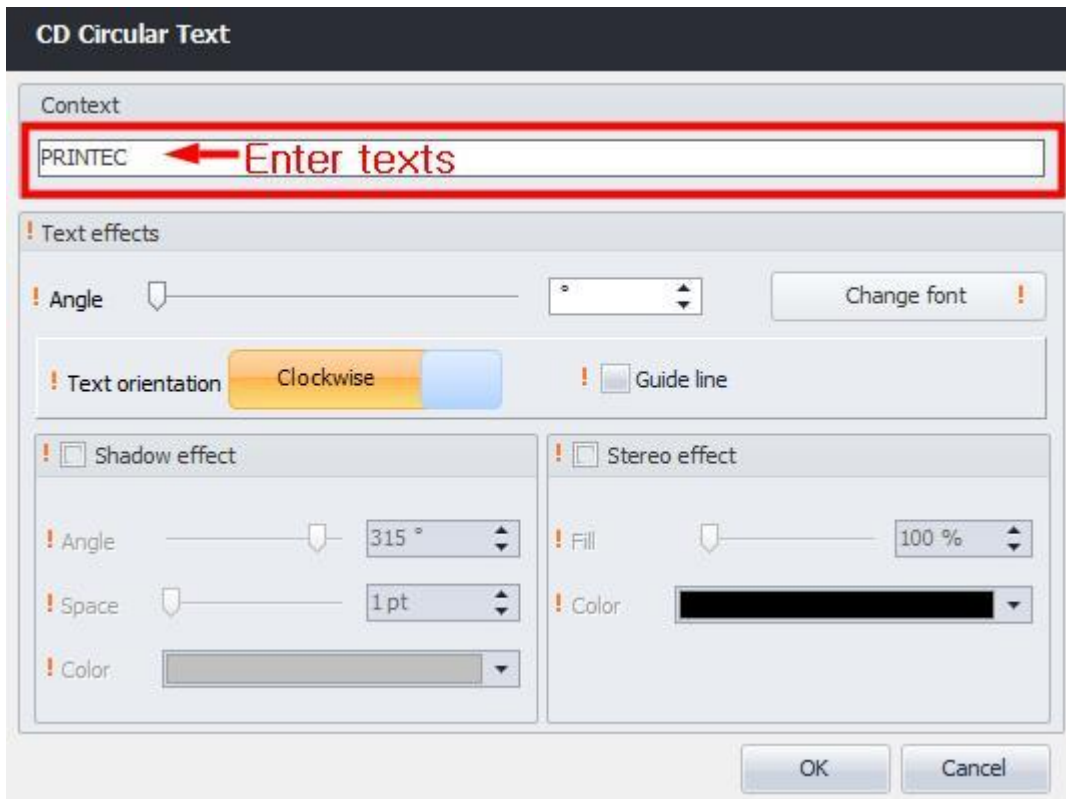 CD Circular Text
Context
PRINTEC Enter texts
! Text effects
! Angle ° Change font !
! Text orientation Clockwise ! Guide line
! Shadow effect ! Stereo effect
! Angle 315 ° ! Fill 100 %
! Space 1 pt ! Color
! Color
OK Cancel